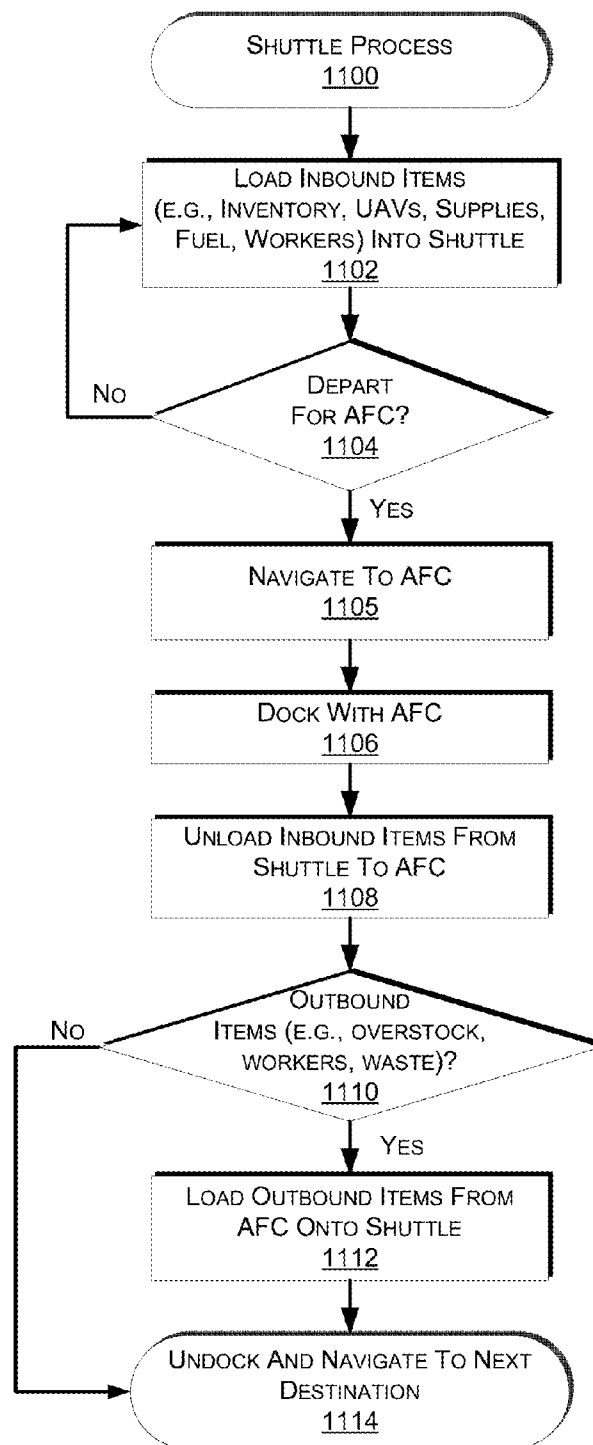 SHUTTLE PROCESS
1100
LOAD INBOUND ITEMS
(E.G., INVENTORY, UAVS, SUPPLIES,
FUEL, WORKERS) INTO SHUTTLE
1102
NO
DEPART
FOR AFC?
1104
YES
NAVIGATE TO AFC
1105
DOCK WITH AFC
1106
UNLOAD INBOUND ITEMS FROM
SHUTTLE TO AFC
1108
NO
OUTBOUND
ITEMS (E.G., OVERSTOCK,
WORKERS, WASTE)?
1110
YES
LOAD OUTBOUND ITEMS FROM
AFC ONTO SHUTTLE
1112
UNDOCK AND NAVIGATE TO NEXT
DESTINATION
1114